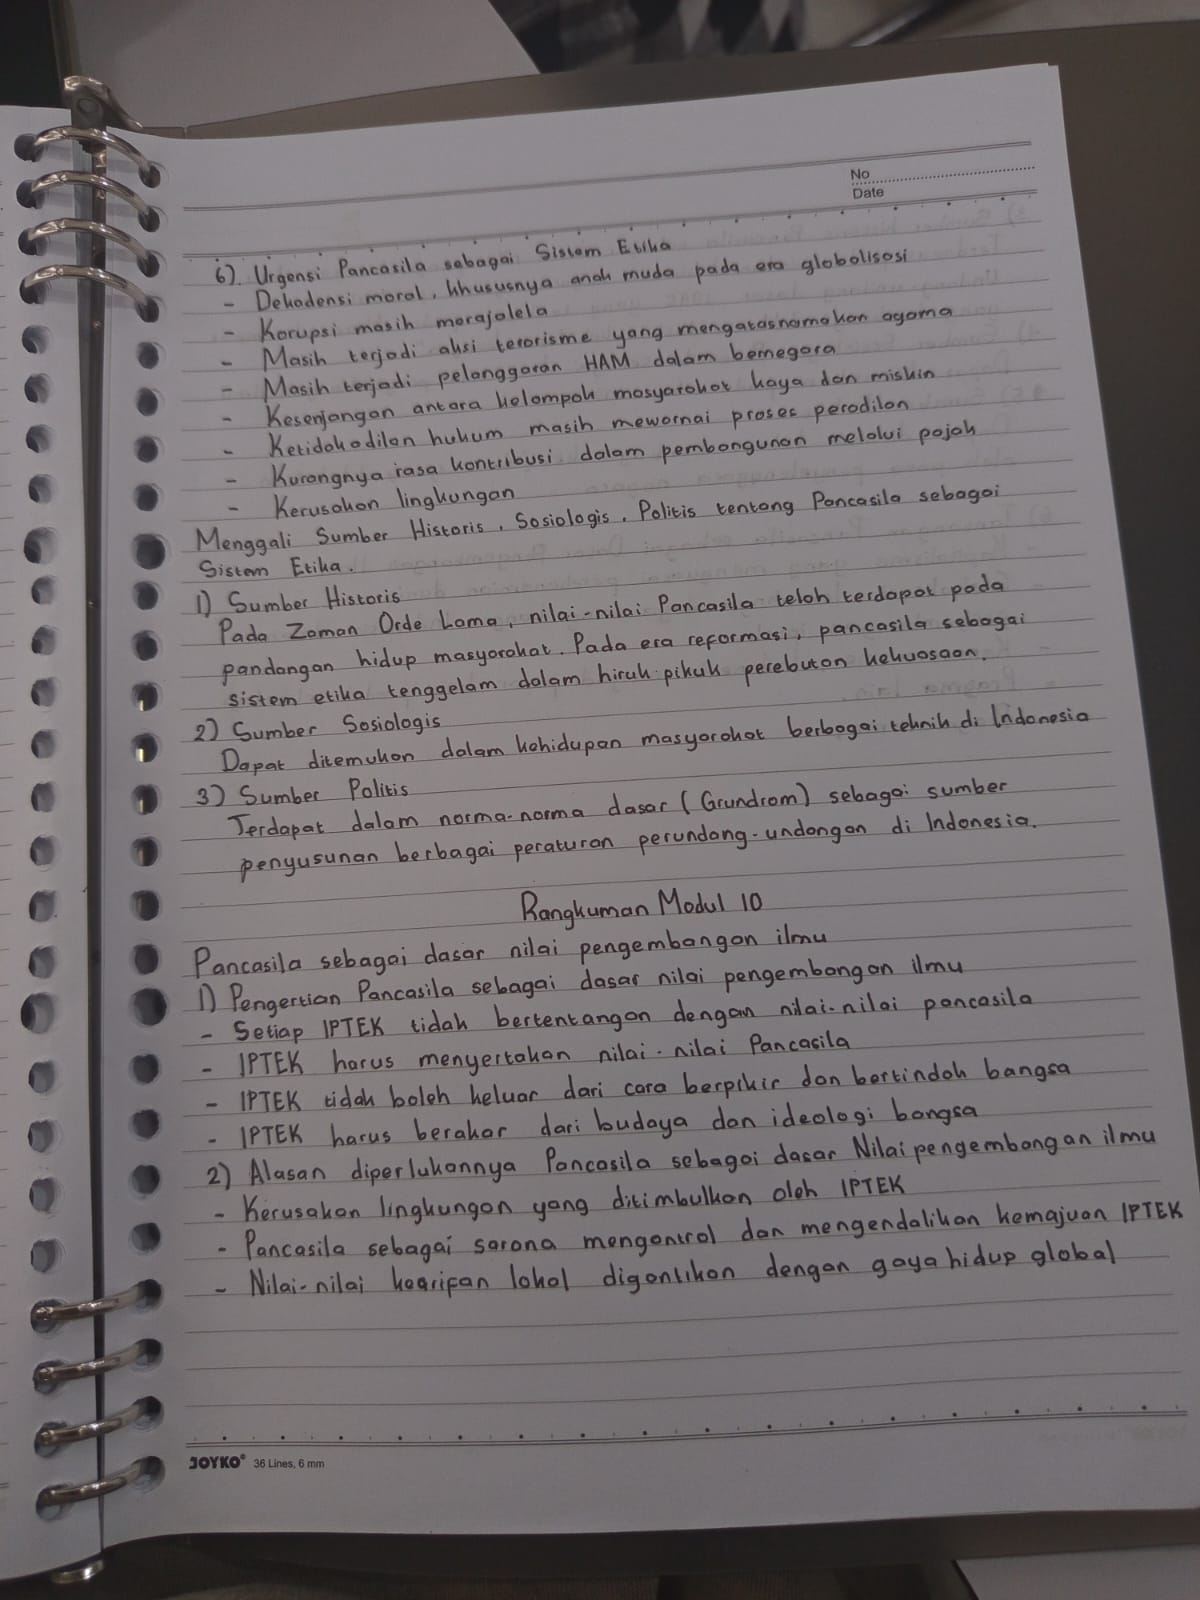 No
Date
6). Urgensi Pancasila sebagai Sistem Etika
- Dekadensi moral, khususnya anak muda pada era globalisasi
- Korupsi masih merajalela
- Masih terjadi aksi terorisme yang mengatasnamakan agama
- Masih terjadi pelanggaran HAM dalam bernegara
- Kesenjangan antara kelompok masyarakat kaya dan miskin
- Ketidakadilan hukum masih mewarnai proses peradilan
- Kurangnya rasa kontribusi dalam pembangunan melalui pajak
- Kerusakan lingkungan
Menggali Sumber Historis, Sosiologis, Politis tentang Pancasila sebagai
Sistem Etika.
1) Sumber Historis
Pada Zaman Orde Lama, nilai-nilai Pancasila telah terdapat pada
pandangan hidup masyarakat. Pada era reformasi, pancasila sebagai
sistem etika tenggelam dalam hiruk-pikuk perebutan kekuasaan.
2) Sumber Sosiologis
Dapat ditemukan dalam kehidupan masyarakat berbagai teknik di Indonesia
3) Sumber Politis
Terdapat dalam norma-norma dasar (Grundrom) sebagai sumber
penyusunan berbagai peraturan perundang-undangan di Indonesia.
Rangkuman Modul 10
Pancasila sebagai dasar nilai pengembangan ilmu
1) Pengertian Pancasila sebagai dasar nilai pengembangan ilmu
- Setiap IPTEK tidak bertentangan dengan nilai-nilai pancasila
- IPTEK harus menyertakan nilai-nilai Pancasila
- IPTEK tidak boleh keluar dari cara berpikir dan bertindak bangsa
- IPTEK harus berakar dari budaya dan ideologi bangsa
2) Alasan diperlukannya Pancasila sebagai dasar Nilai pengembangan ilmu
- Kerusakan lingkungan yang ditimbulkan oleh IPTEK
- Pancasila sebagai sarana mengontrol dan mengendalikan kemajuan IPTEK
- Nilai-nilai kearifan lokal digantikan dengan gaya hidup global
JOYKO® 36 Lines, 6 mm